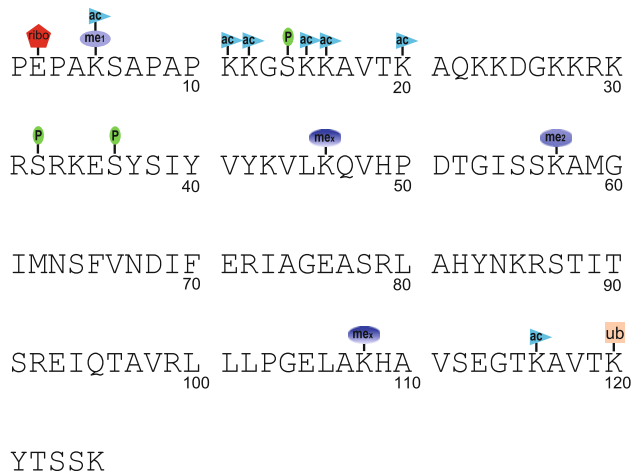 ac
ribo me1 ac ac P ac ac ac
PEPAKSAPAP KKGSKKAVTK AQKKDGKKRK
10 20 30
P P mex me2
RSRKESYSIY VYKVLKQVHP DTGISSKAMG
40 50 60
IMNSFVNDIF ERIAGEASRL AHYNKRSTIT
70 80 90
mex ac ub
SREIQTAVRL LLPGELAKHA VSEGTKAVTK
100 110 120
YTSSK